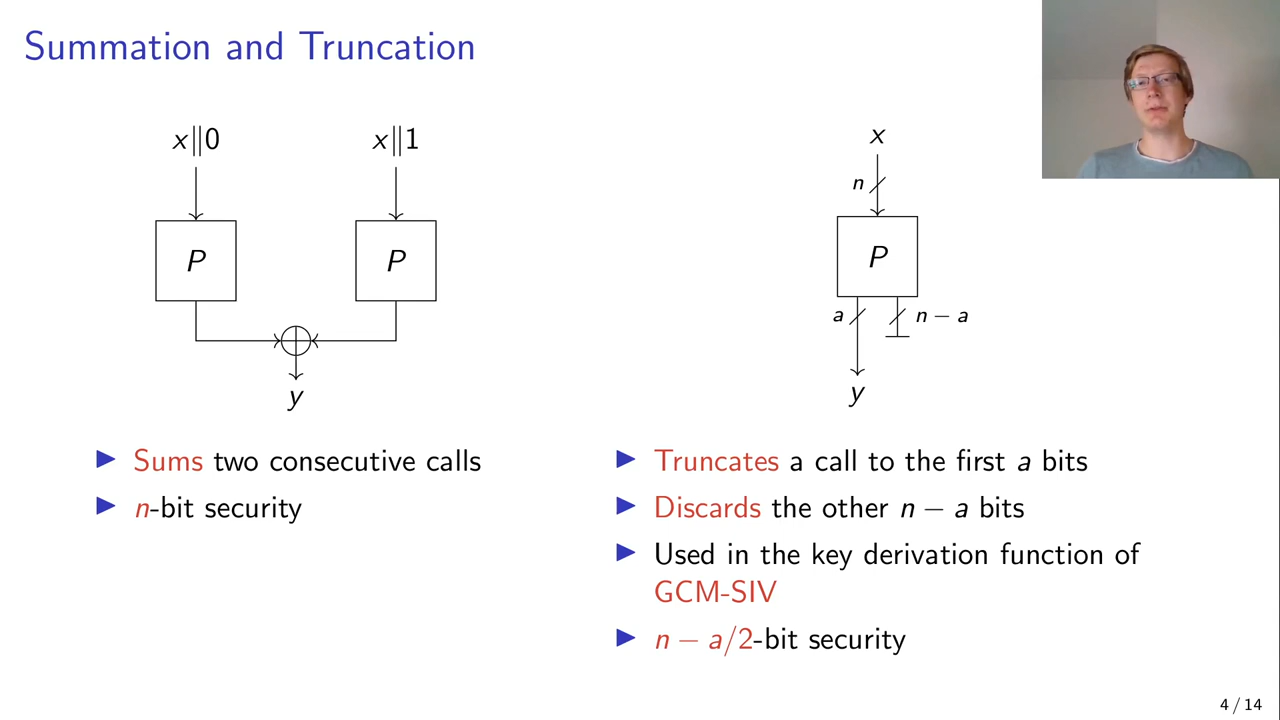 Summation and Truncation
x‖0
x‖1
P
P
y
x
n
P
a
n − a
y
▶ Sums two consecutive calls
▶ n-bit security
▶ Truncates a call to the first a bits
▶ Discards the other n − a bits
▶ Used in the key derivation function of
GCM-SIV
▶ n − a/2-bit security
4 / 14